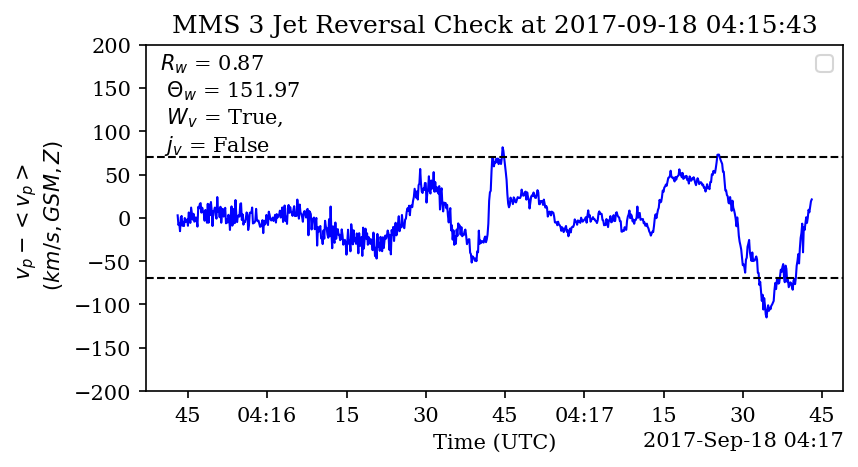 MMS 3 Jet Reversal Check at 2017-09-18 04:15:43
200
150
100
50
0
−50
−100
−150
−200
v_p − < v_p >
(km/s, GSM, Z)
R_w = 0.87
Θ_w = 151.97
W_v = True,
j_v = False
45 04:16 15 30 45 04:17 15 30 45
Time (UTC)
2017-Sep-18 04:17